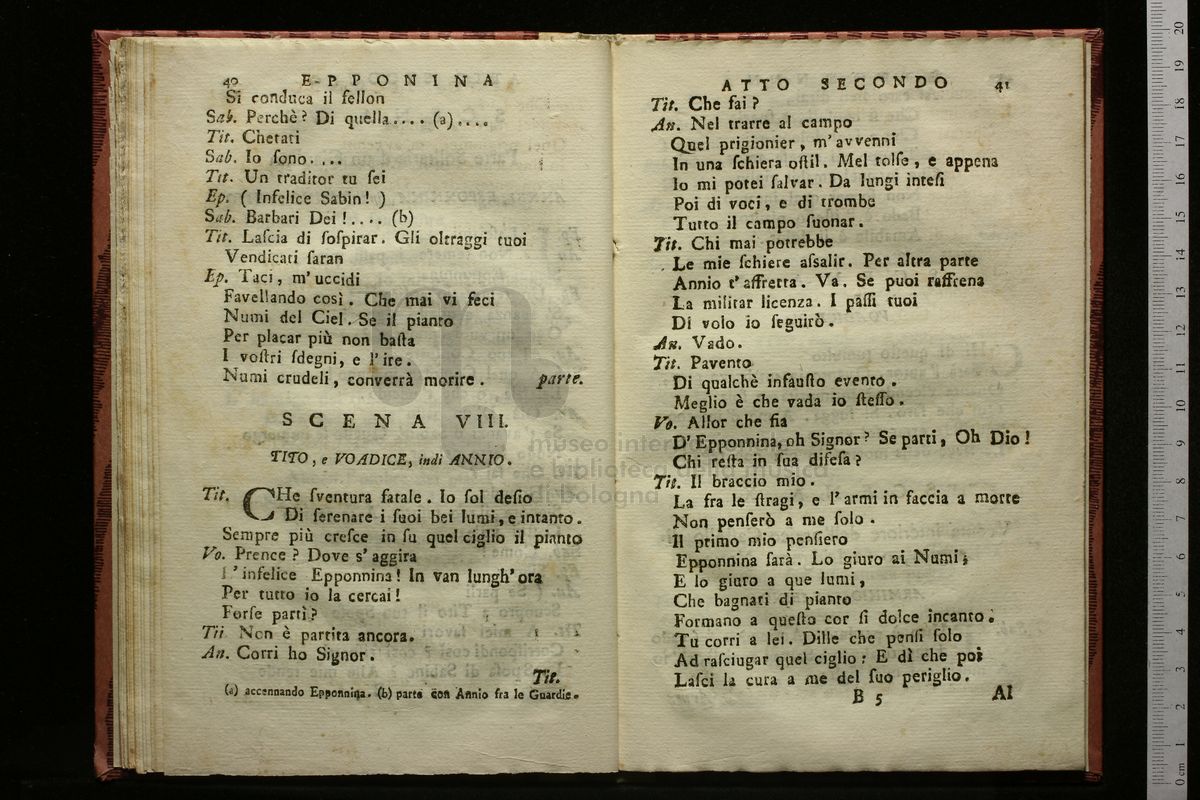 40 EPPONINA
Si conduca il fellon
Sab. Perchè? Di quella.... (a)....
Tit. Chetati
Sab. Io ſono....
Tit. Un traditor tu ſei
Ep. ( Infelice Sabin! )
Sab. Barbari Dei!.... (b)
Tit. Laſcia di ſoſpirar. Gli oltraggi tuoi
Vendicati ſaran
Ep. Taci, m'uccidi
Favellando così. Che mai vi feci
Numi del Ciel. Se il pianto
Per placar più non baſta
I voſtri ſdegni, e l'ire.
Numi crudeli, converrà morire. parte.
SCENA VIII.
TITO, e VOADICE, indi ANNIO.
Tit. CHe ſventura fatale. Io ſol deſio
Di ſerenare i ſuoi bei lumi, e intanto.
Sempre più creſce in ſu quel ciglio il pianto
Vo. Prence? Dove s'aggira
L'infelice Epponnina! In van lungh'ora
Per tutto io la cercai!
Forſe partì?
Tit Non è partita ancora.
An. Corri ho Signor.
Tit.
(a) accennando Epponnina. (b) parte con Annio fra le Guardie.
ATTO SECONDO 41
Tit. Che fai?
An. Nel trarre al campo
Quel prigionier, m'avvenni
In una ſchiera oſtil. Mel tolſe, e appena
Io mi potei ſalvar. Da lungi inteſi
Poi di voci, e di trombe
Tutto il campo ſuonar.
Tit. Chi mai potrebbe
Le mie ſchiere aſsalir. Per altra parte
Annio t'affretta. Va. Se puoi raffrena
La militar licenza. I paſſi tuoi
Di volo io ſeguirò.
An. Vado.
Tit. Pavento
Di qualchè infauſto evento.
Meglio è che vada io ſteſſo.
Vo. Allor che fia
D'Epponnina, oh Signor? Se parti, Oh Dio!
Chi reſta in ſua difeſa?
Tit. Il braccio mio.
La fra le ſtragi, e l'armi in faccia a morte
Non penſerò a me ſolo.
Il primo mio penſiero
Epponnina ſarà. Lo giuro ai Numi;
E lo giuro a que lumi,
Che bagnati di pianto
Formano a queſto cor ſì dolce incanto.
Tu corri a lei. Dille che penſi ſolo
Ad raſciugar quel ciglio: E dì che poi
Laſci la cura a me del ſuo periglio.
B 5 Al
museo inter
e biblioteca della musica
di bologna